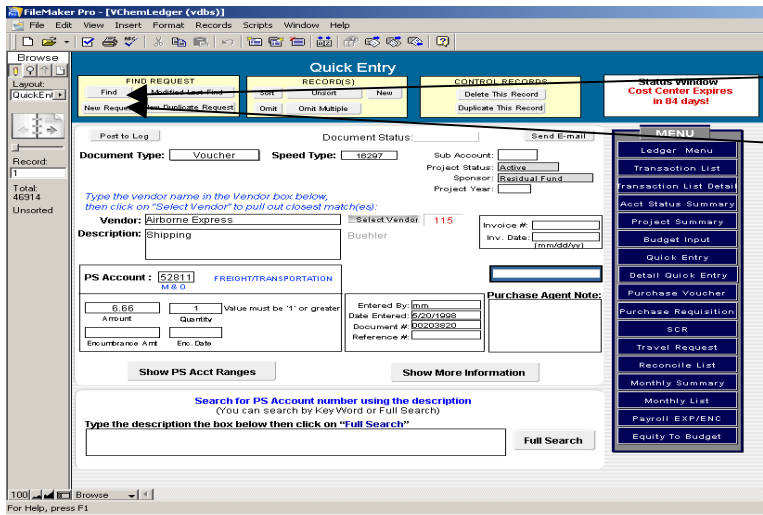 FileMaker Pro - [VChemLedger (vdbs)]
File Edit View Insert Format Records Scripts Window Help
Browse
Layout:
QuickEnt
Record:
1
Total:
46914
Unsorted
Quick Entry
FIND REQUEST
Find Modified Last Find
New Request New Duplicate Request
RECORD(S)
Sort Unsort New
Omit Omit Multiple
CONTROL RECORDS
Delete This Record
Duplicate This Record
Status Window
Cost Center Expires
in 84 days!
Post to Log Document Status: Send E-mail
Document Type: Voucher Speed Type: 16297 Sub Account:
Project Status: Active
Sponsor: Residual Fund
Project Year:
Type the vendor name in the Vendor box below,
then click on "Select Vendor" to pull out closest match(es):
Vendor: Airborne Express Select Vendor 115 Invoice #:
Description: Shipping Buehler Inv. Date:
(mm/dd/yy)
PS Account : 52811 FREIGHT/TRANSPORTATION
M & O
Purchase Agent Note:
6.66 1 Value must be '1' or greater
Amount Quantity
Encumbrance Amt Enc. Date
Entered By: mm
Date Entered: 5/20/1998
Document #: 00203820
Reference #:
Show PS Acct Ranges Show More Information
Search for PS Account number using the description
(You can search by Key Word or Full Search)
Type the description the box below then click on “Full Search”
Full Search
MENU
Ledger Menu
Transaction List
Transaction List Detail
Acct Status Summary
Project Summary
Budget Input
Quick Entry
Detail Quick Entry
Purchase Voucher
Purchase Requisition
SCR
Travel Request
Reconcile List
Monthly Summary
Monthly List
Payroll EXP/ENC
Equity To Budget
100 Browse
For Help, press F1